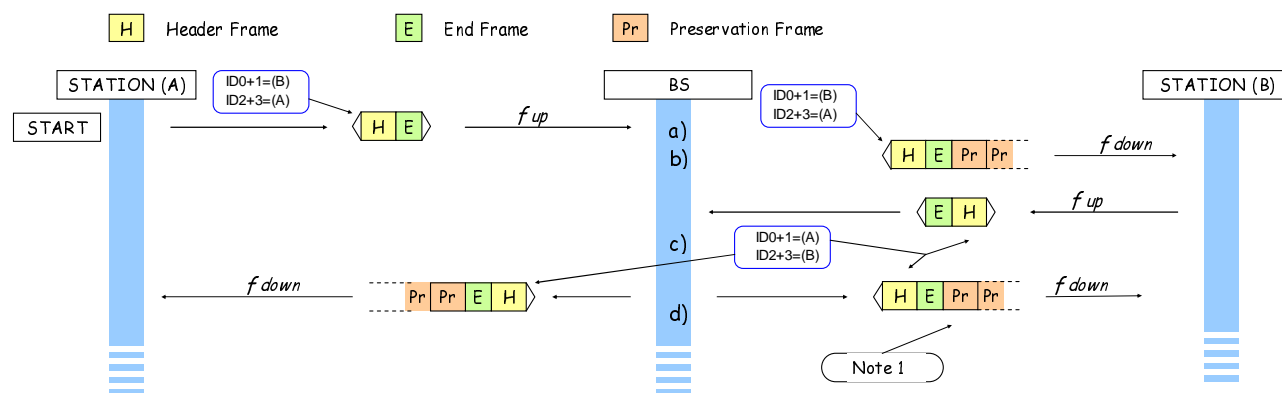 H Header Frame E End Frame Pr Preservation Frame
STATION (A) BS STATION (B)
ID0+1=(B)
ID2+3=(A)
ID0+1=(B)
ID2+3=(A)
START
H E
f up
a)
b)
H E Pr Pr
f down
E H
f up
c)
ID0+1=(A)
ID2+3=(B)
f down
Pr Pr E H
d)
H E Pr Pr
f down
Note 1